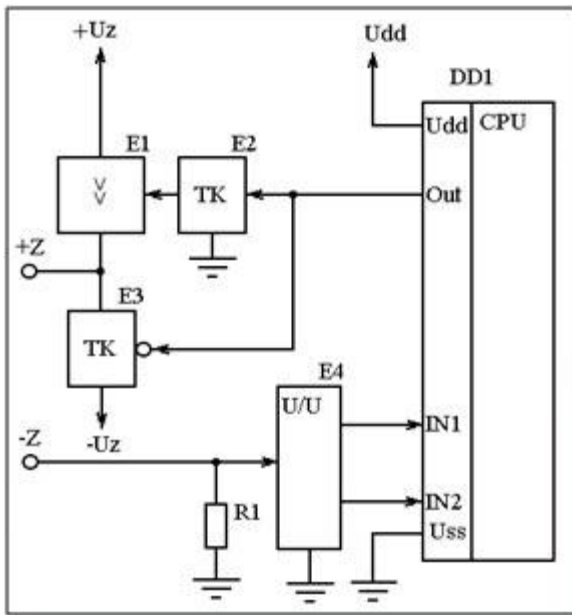 +Uz
Udd
DD1
E1
E2
Udd
CPU
>>
TK
Out
+Z
E3
TK
E4
U/U
-Z
-Uz
IN1
R1
IN2
Uss